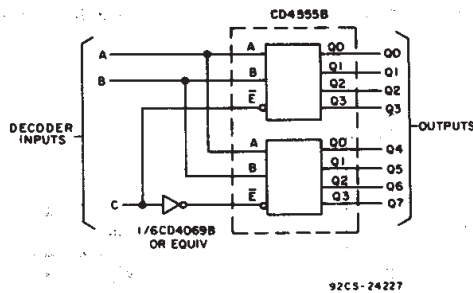 CD4555B
A A Q0 Q0
B B Q1 Q1
Q2 Q2
E Q3 Q3
DECODER INPUTS
OUTPUTS
A Q0 Q4
B Q1 Q5
Q2 Q6
C E Q3 Q7
1/6CD4069B
OR EQUIV
92CS-24227